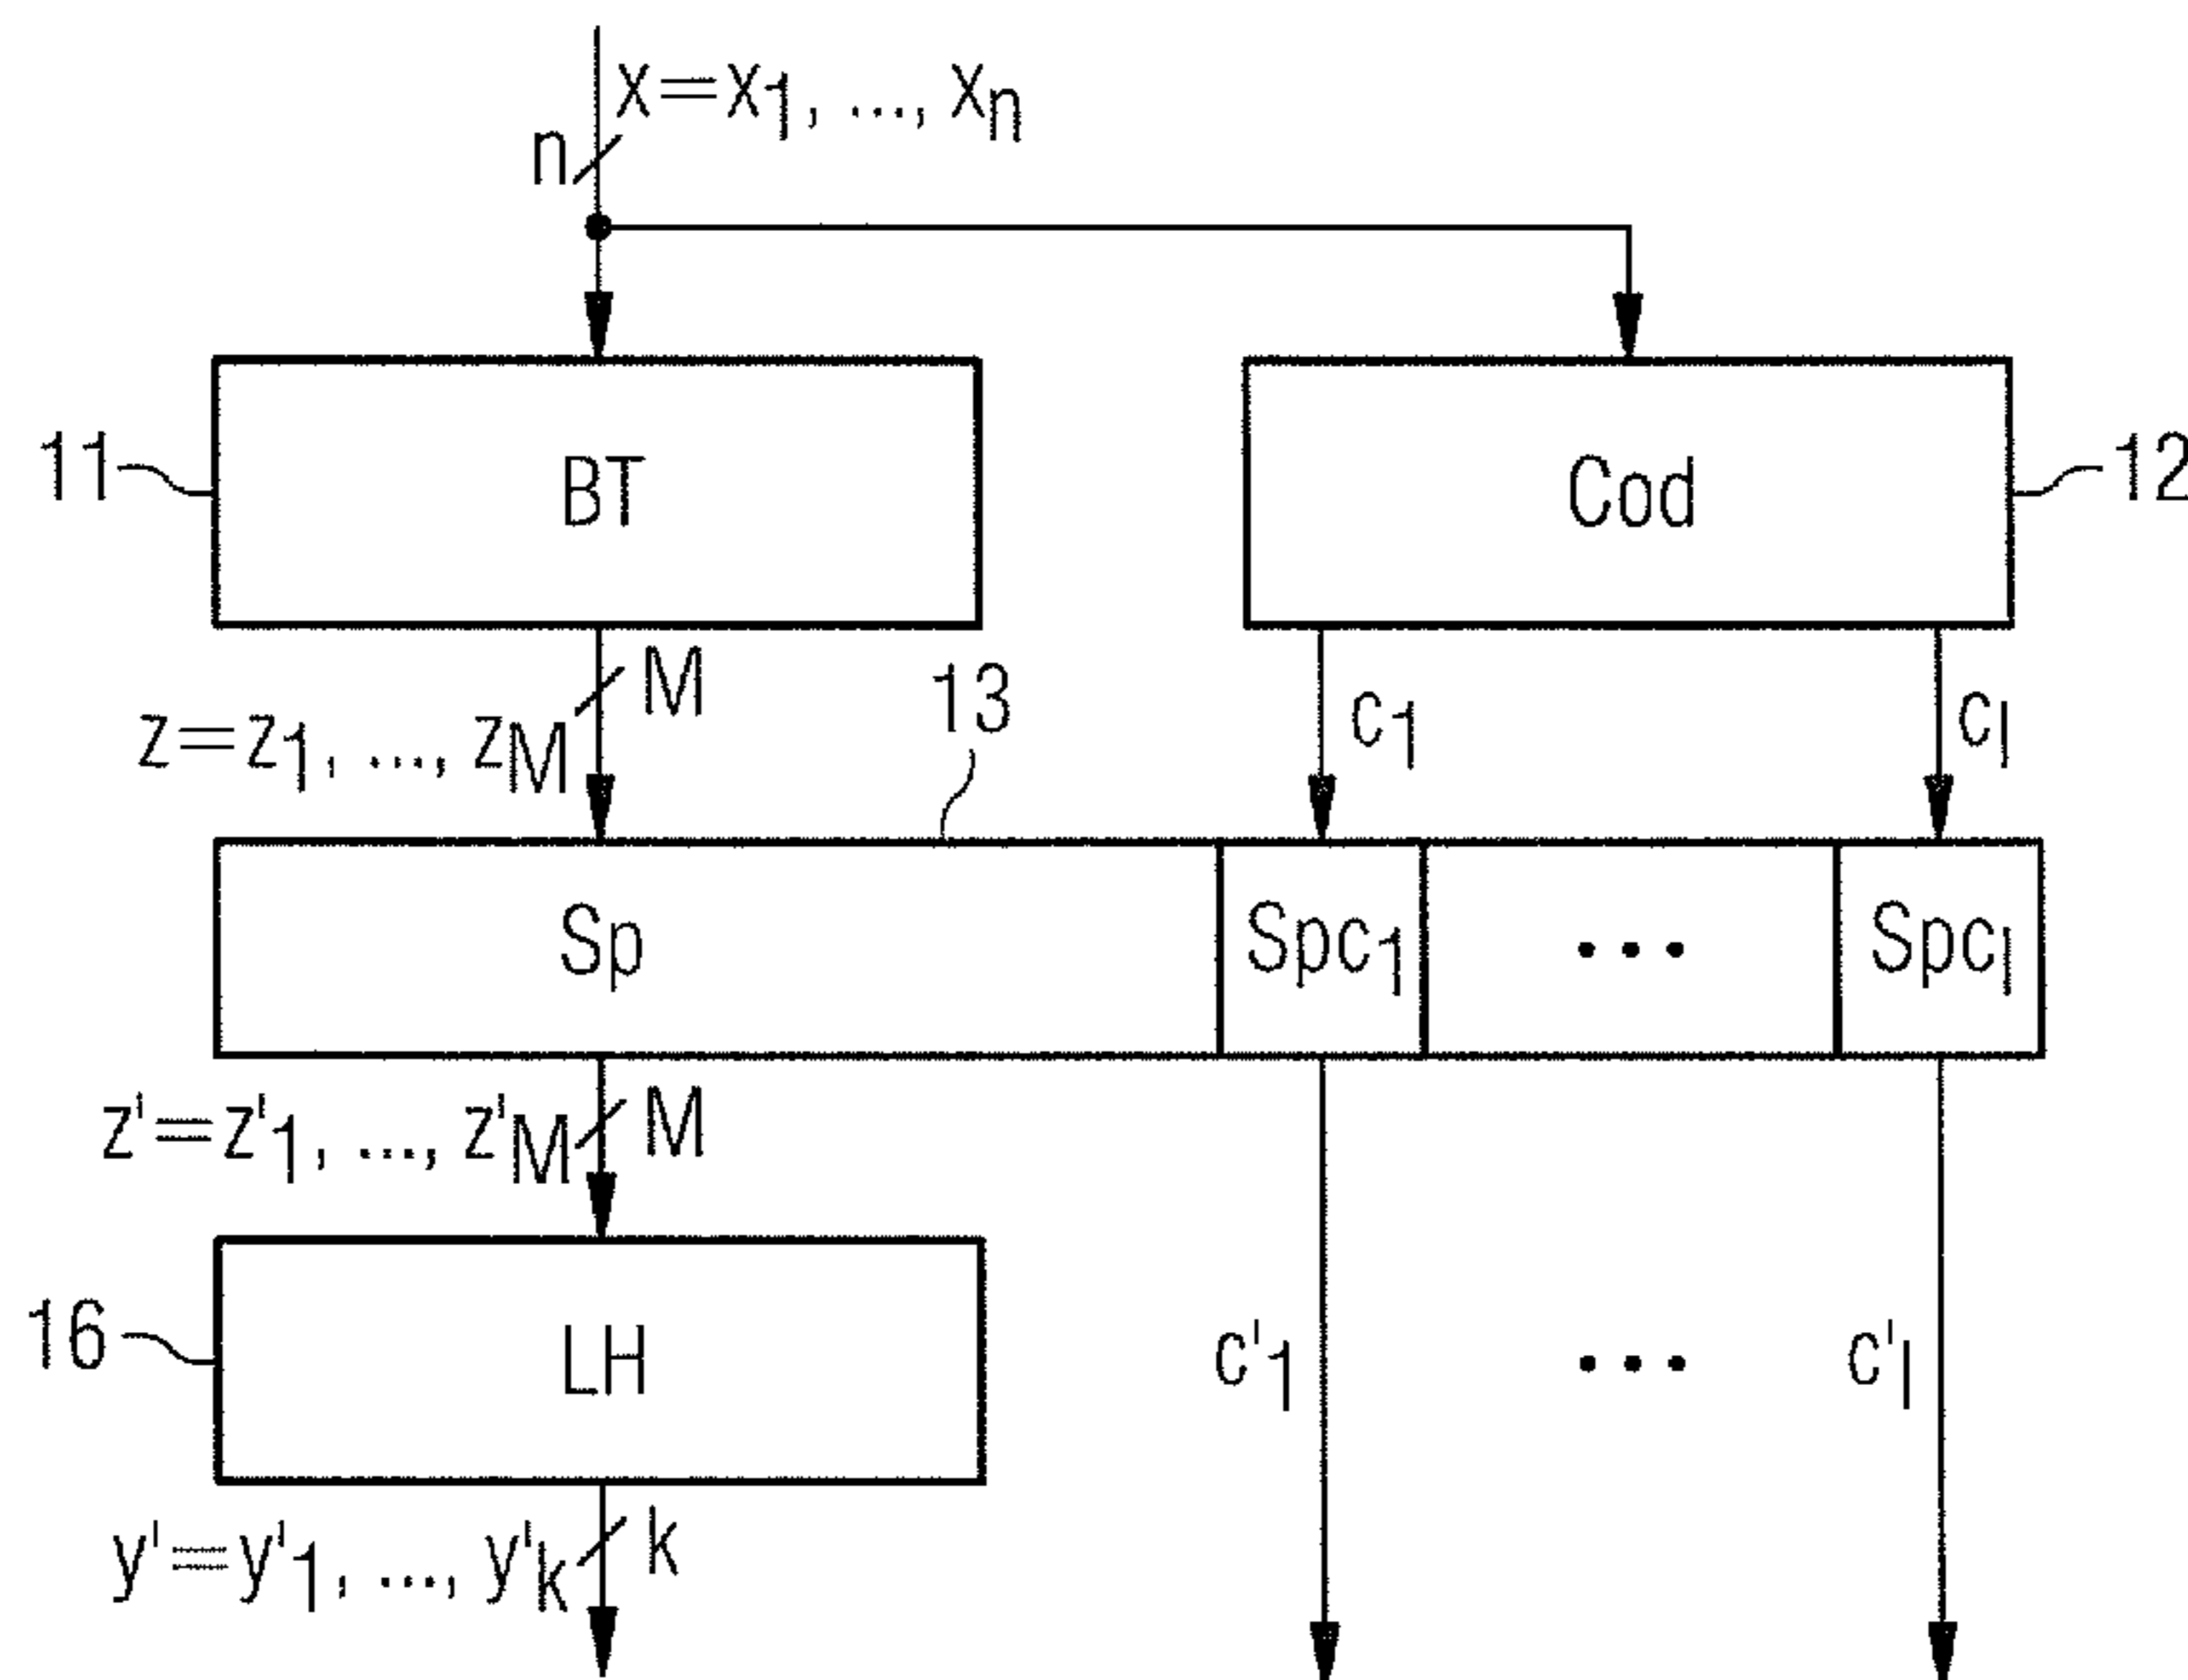 x=x1, ..., xn
n
11 BT Cod 12
M
z=z1, ..., zM
13
c1 cl
Sp Spc1 ... Spcl
z'=z'1, ..., z'M M
16 LH c'1 ... c'l
y'=y'1, ..., y'k k